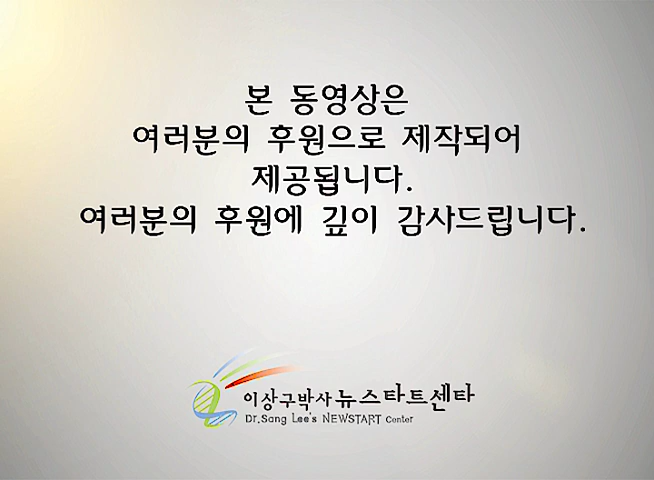 본 동영상은
여러분의 후원으로 제작되어
제공됩니다.
여러분의 후원에 깊이 감사드립니다.
이상구박사 뉴스타트센타
Dr.Sang Lee's NEWSTART Center